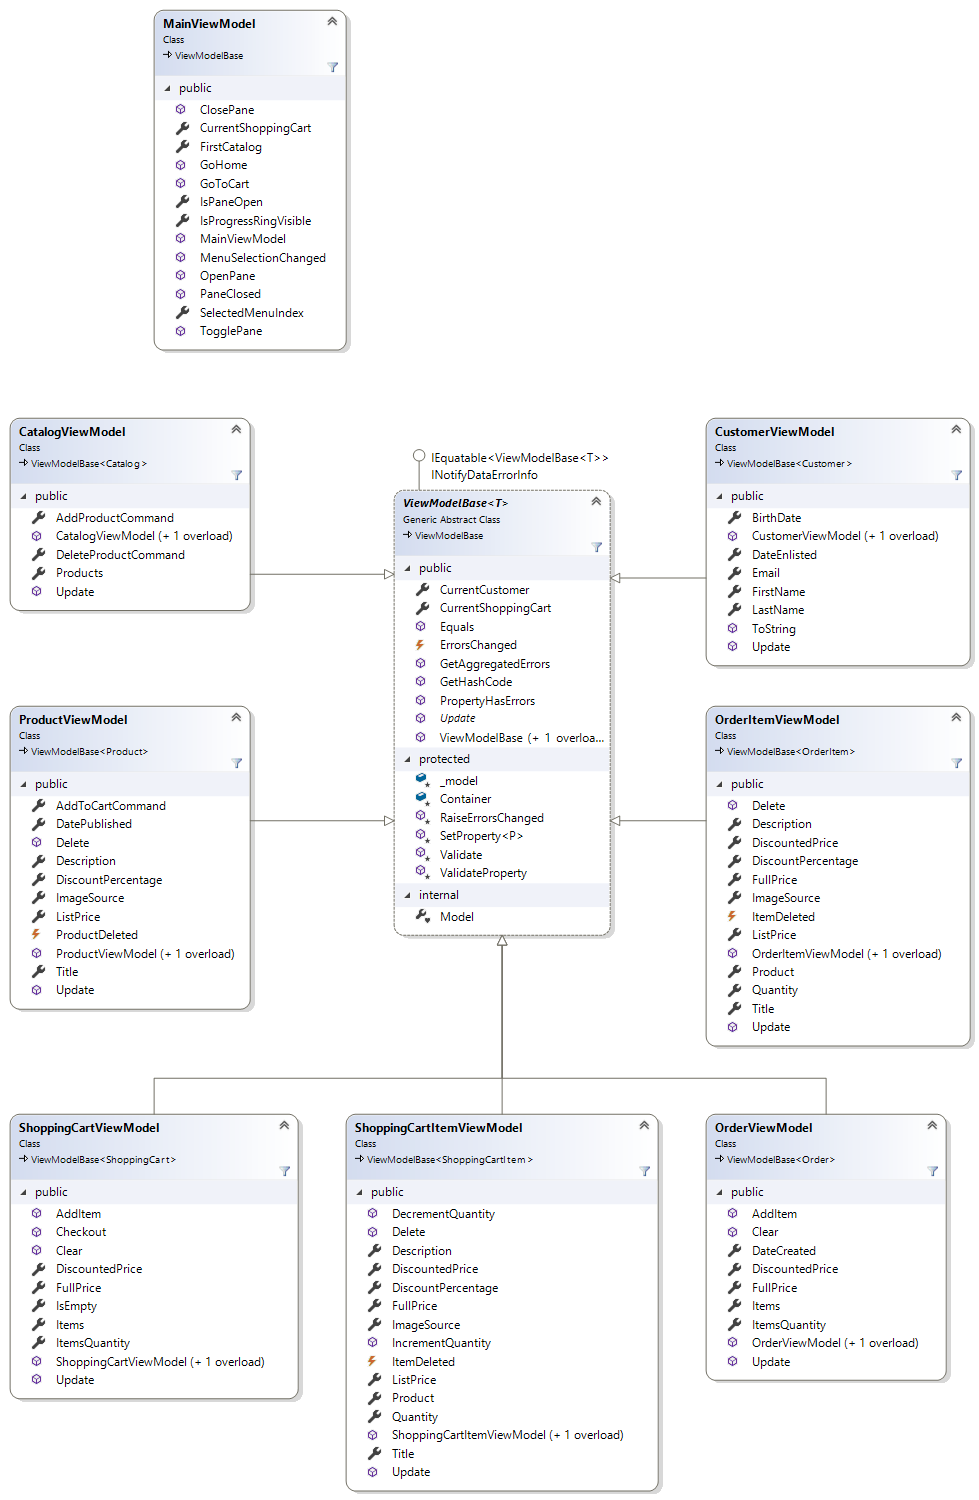 MainViewModel
Class
ViewModelBase
public
ClosePane
CurrentShoppingCart
FirstCatalog
GoHome
GoToCart
IsPaneOpen
IsProgressRingVisible
MainViewModel
MenuSelectionChanged
OpenPane
PaneClosed
SelectedMenuIndex
TogglePane
CatalogViewModel
Class
ViewModelBase<Catalog>
public
AddProductCommand
CatalogViewModel (+ 1 overload)
DeleteProductCommand
Products
Update
IEquatable<ViewModelBase<T>>
INotifyDataErrorInfo
ViewModelBase<T>
Generic Abstract Class
ViewModelBase
public
CurrentCustomer
CurrentShoppingCart
Equals
ErrorsChanged
GetAggregatedErrors
GetHashCode
PropertyHasErrors
Update
ViewModelBase (+ 1 overloa...
protected
_model
Container
RaiseErrorsChanged
SetProperty<P>
Validate
ValidateProperty
internal
Model
CustomerViewModel
Class
ViewModelBase<Customer>
public
BirthDate
CustomerViewModel (+ 1 overload)
DateEnlisted
Email
FirstName
LastName
ToString
Update
ProductViewModel
Class
ViewModelBase<Product>
public
AddToCartCommand
DatePublished
Delete
Description
DiscountPercentage
ImageSource
ListPrice
ProductDeleted
ProductViewModel (+ 1 overload)
Title
Update
OrderItemViewModel
Class
ViewModelBase<OrderItem>
public
Delete
Description
DiscountedPrice
DiscountPercentage
FullPrice
ImageSource
ItemDeleted
ListPrice
OrderItemViewModel (+ 1 overload)
Product
Quantity
Title
Update
ShoppingCartViewModel
Class
ViewModelBase<ShoppingCart>
public
AddItem
Checkout
Clear
DiscountedPrice
FullPrice
IsEmpty
Items
ItemsQuantity
ShoppingCartViewModel (+ 1 overload)
Update
ShoppingCartItemViewModel
Class
ViewModelBase<ShoppingCartItem>
public
DecrementQuantity
Delete
Description
DiscountedPrice
DiscountPercentage
FullPrice
ImageSource
IncrementQuantity
ItemDeleted
ListPrice
Product
Quantity
ShoppingCartItemViewModel (+ 1 overload)
Title
Update
OrderViewModel
Class
ViewModelBase<Order>
public
AddItem
Clear
DateCreated
DiscountedPrice
FullPrice
Items
ItemsQuantity
OrderViewModel (+ 1 overload)
Update